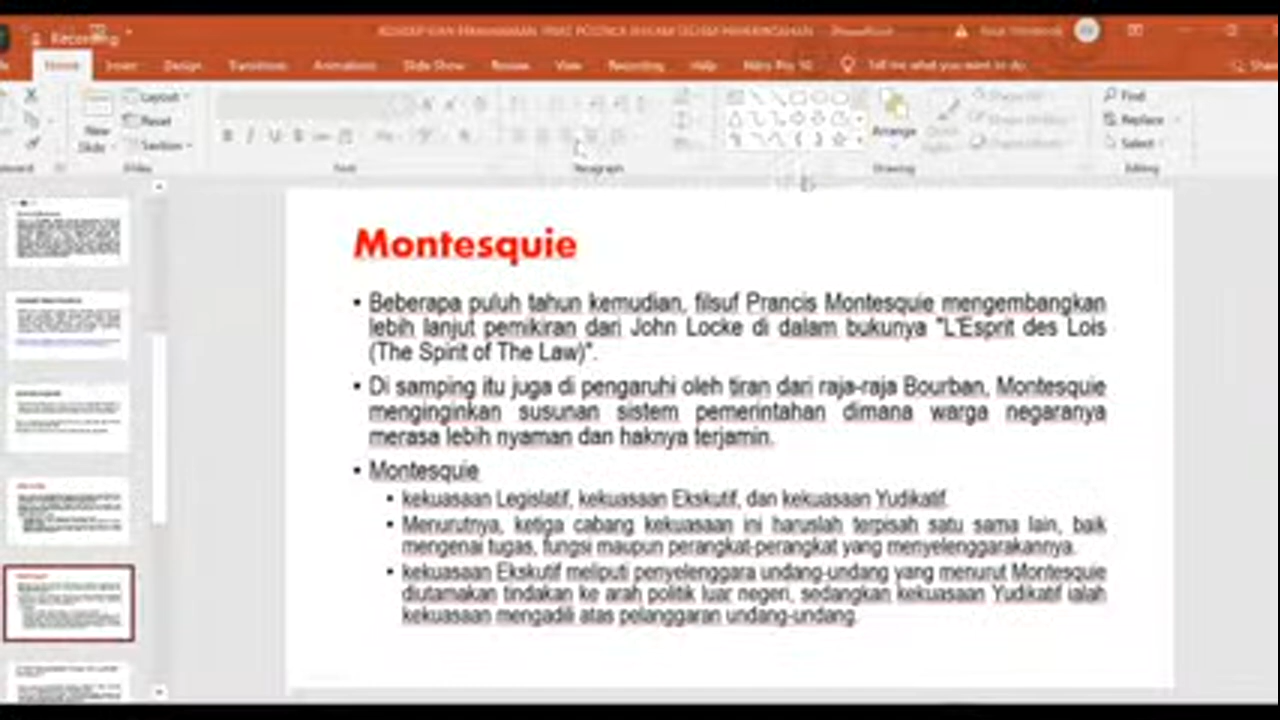 Recording
Home Insert Design Transitions Animations Slide Show Review View Recording Help Nitro Pro 10 Tell me what you want to do
New
Slide
Layout
Reset
Section
Arrange
Find
Replace
Select
Slides
Font
Paragraph
Drawing
Editing
Montesquie
• Beberapa puluh tahun kemudian, filsuf Prancis Montesquie mengembangkan
lebih lanjut pemikiran dari John Locke di dalam bukunya "L'Esprit des Lois
(The Spirit of The Law)".
• Di samping itu juga di pengaruhi oleh tiran dari raja-raja Bourban, Montesquie
menginginkan susunan sistem pemerintahan dimana warga negaranya
merasa lebih nyaman dan haknya terjamin.
• Montesquie
• kekuasaan Legislatif, kekuasaan Ekskutif, dan kekuasaan Yudikatif.
• Menurutnya, ketiga cabang kekuasaan ini haruslah terpisah satu sama lain, baik
mengenai tugas, fungsi maupun perangkat-perangkat yang menyelenggarakannya.
• kekuasaan Ekskutif meliputi penyelenggara undang-undang yang menurut Montesquie
diutamakan tindakan ke arah politik luar negeri, sedangkan kekuasaan Yudikatif ialah
kekuasaan mengadili atas pelanggaran undang-undang.